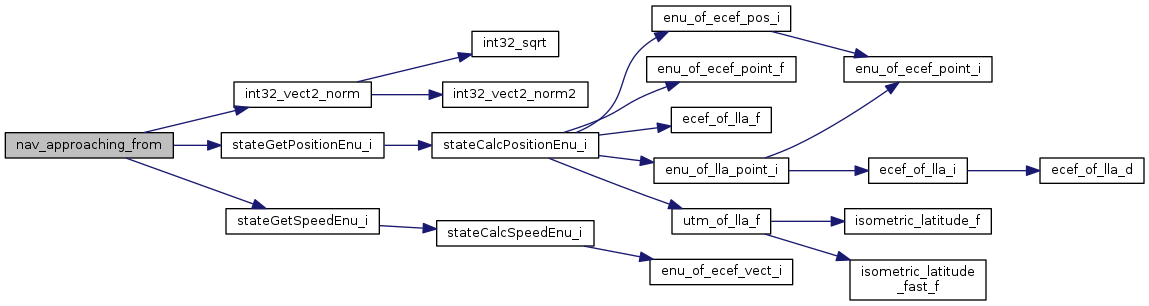 nav_approaching_from
int32_vect2_norm
int32_sqrt
int32_vect2_norm2
stateGetPositionEnu_i
stateCalcPositionEnu_i
enu_of_ecef_pos_i
enu_of_ecef_point_i
enu_of_ecef_point_f
ecef_of_lla_f
enu_of_lla_point_i
ecef_of_lla_i
ecef_of_lla_d
utm_of_lla_f
isometric_latitude_f
isometric_latitude
_fast_f
stateGetSpeedEnu_i
stateCalcSpeedEnu_i
enu_of_ecef_vect_i